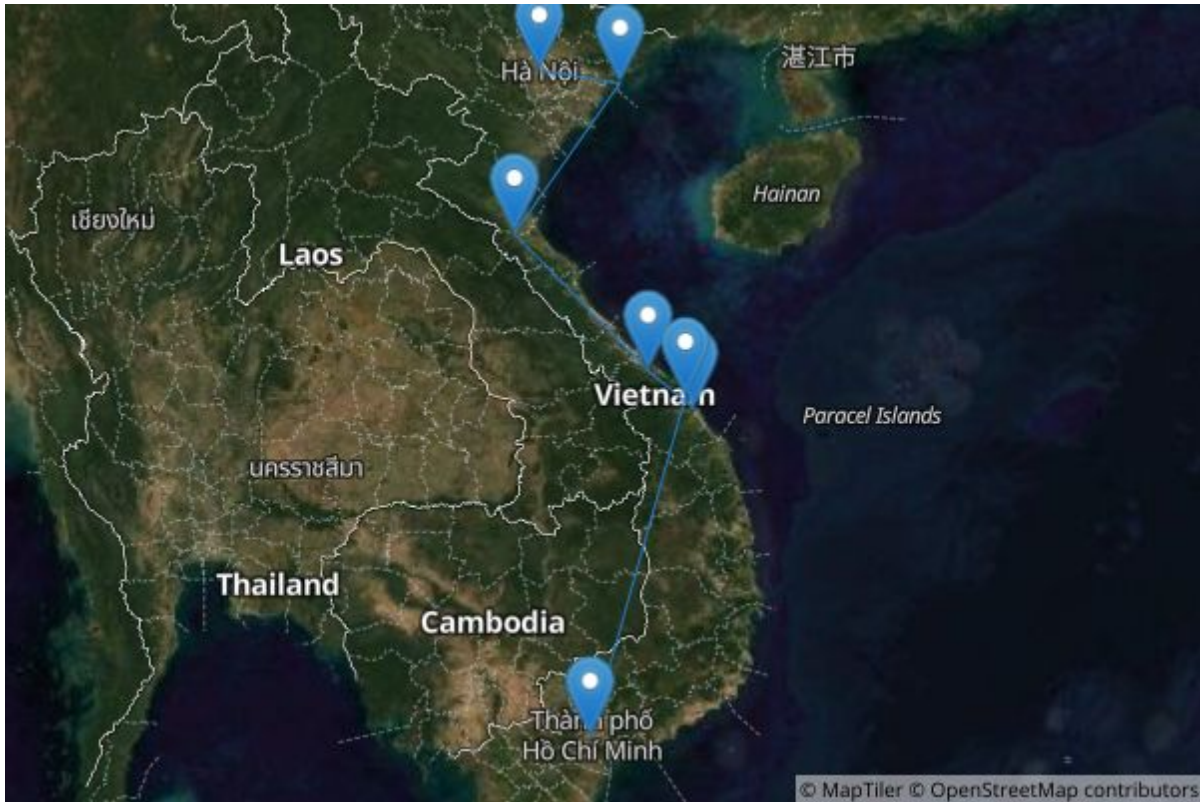 Hà Nội
湛江市
Hainan
เชียงใหม่
Laos
Vietnam
Paracel Islands
นครราชสีมา
Thailand
Cambodia
Thành phố
Hồ Chí Minh
© MapTiler © OpenStreetMap contributors